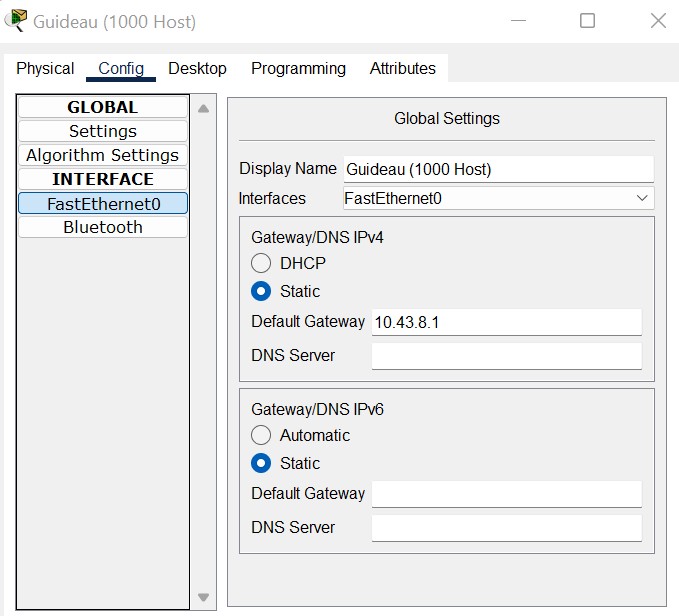 Guideau (1000 Host)
Physical Config Desktop Programming Attributes
GLOBAL
Settings
Algorithm Settings
INTERFACE
FastEthernet0
Bluetooth
Global Settings
Display Name Guideau (1000 Host)
Interfaces FastEthernet0
Gateway/DNS IPv4
DHCP
Static
Default Gateway 10.43.8.1
DNS Server
Gateway/DNS IPv6
Automatic
Static
Default Gateway
DNS Server